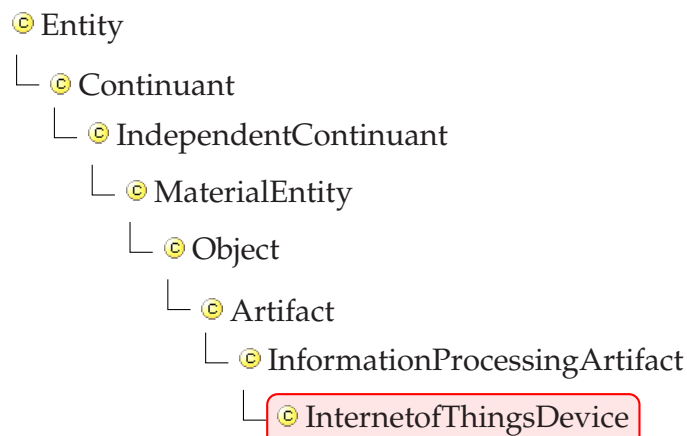 Entity
Continuant
IndependentContinuant
MaterialEntity
Object
Artifact
InformationProcessingArtifact
InternetofThingsDevice